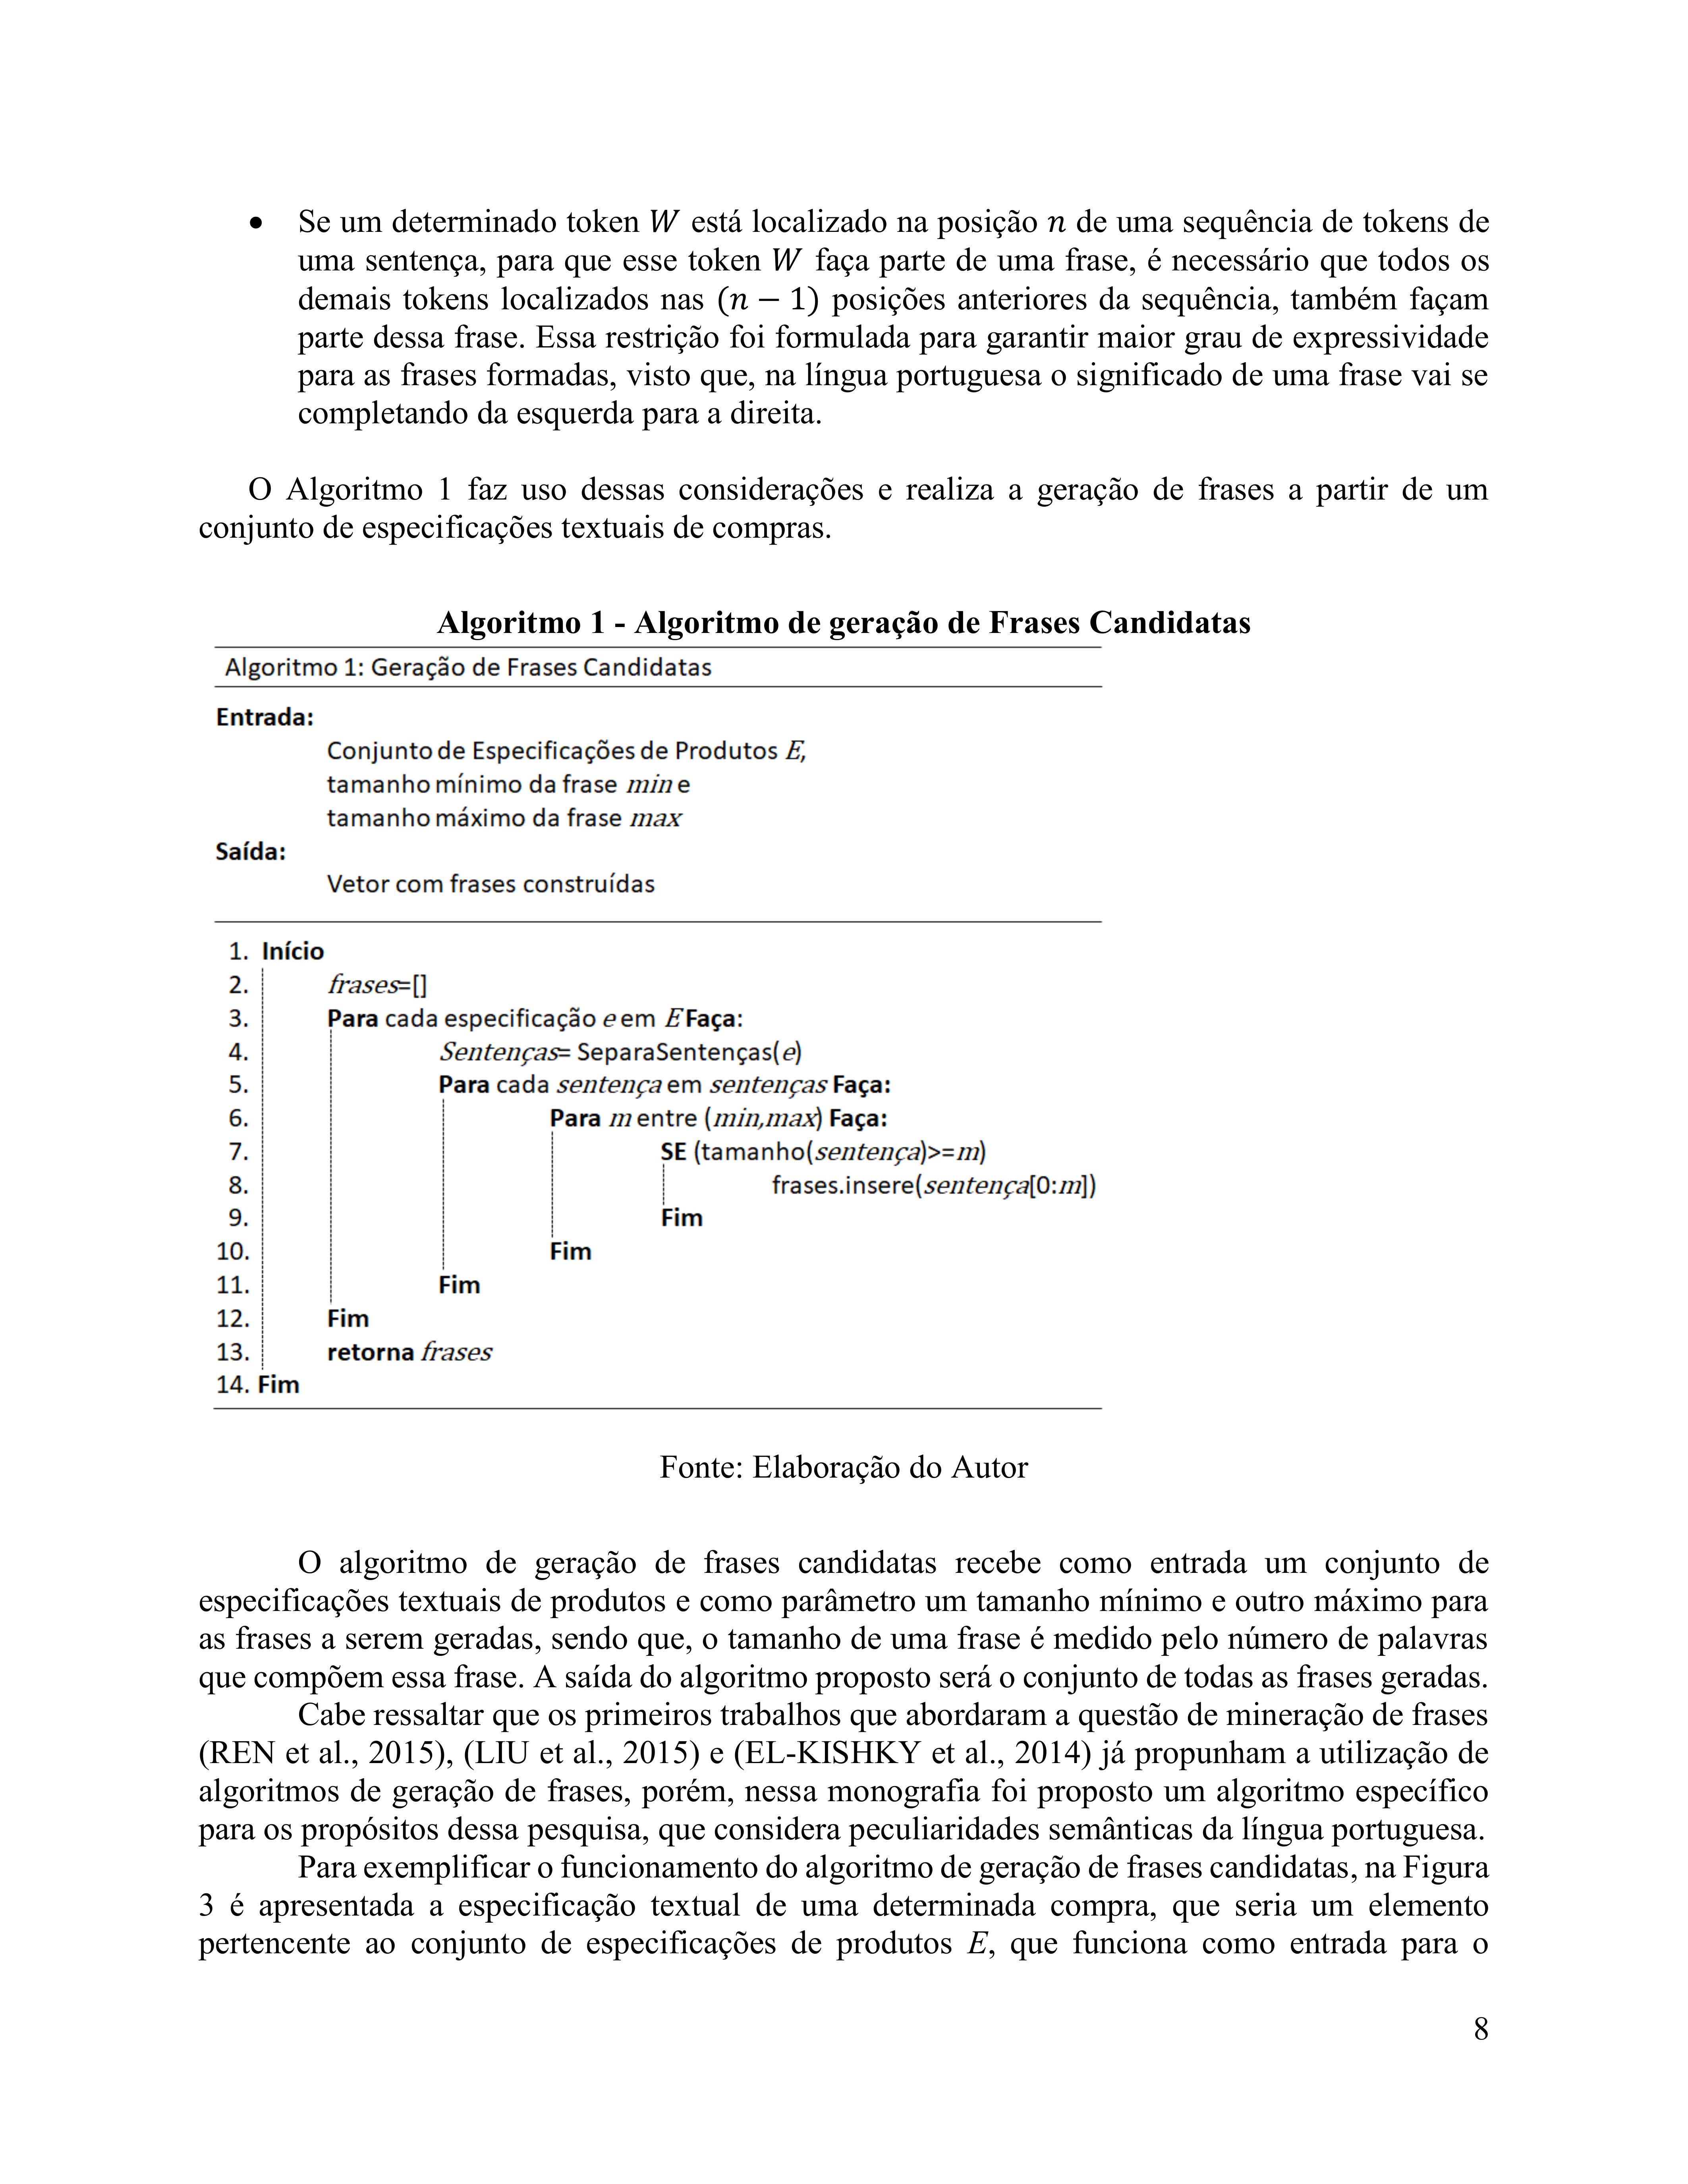 • Se um determinado token W está localizado na posição n de uma sequência de tokens de
uma sentença, para que esse token W faça parte de uma frase, é necessário que todos os
demais tokens localizados nas (n − 1) posições anteriores da sequência, também façam
parte dessa frase. Essa restrição foi formulada para garantir maior grau de expressividade
para as frases formadas, visto que, na língua portuguesa o significado de uma frase vai se
completando da esquerda para a direita.
O Algoritmo 1 faz uso dessas considerações e realiza a geração de frases a partir de um
conjunto de especificações textuais de compras.
Algoritmo 1 - Algoritmo de geração de Frases Candidatas
Algoritmo 1: Geração de Frases Candidatas
Entrada:
Conjunto de Especificações de Produtos E,
tamanho mínimo da frase min e
tamanho máximo da frase max
Saída:
Vetor com frases construídas
1. Início
2. frases=[]
3. Para cada especificação e em E Faça:
4. Sentenças= SeparaSentenças(e)
5. Para cada sentença em sentenças Faça:
6. Para m entre (min,max) Faça:
7. SE (tamanho(sentença)>=m)
8. frases.insere(sentença[0:m])
9. Fim
10. Fim
11. Fim
12. Fim
13. retorna frases
14. Fim
Fonte: Elaboração do Autor
O algoritmo de geração de frases candidatas recebe como entrada um conjunto de
especificações textuais de produtos e como parâmetro um tamanho mínimo e outro máximo para
as frases a serem geradas, sendo que, o tamanho de uma frase é medido pelo número de palavras
que compõem essa frase. A saída do algoritmo proposto será o conjunto de todas as frases geradas.
Cabe ressaltar que os primeiros trabalhos que abordaram a questão de mineração de frases
(REN et al., 2015), (LIU et al., 2015) e (EL-KISHKY et al., 2014) já propunham a utilização de
algoritmos de geração de frases, porém, nessa monografia foi proposto um algoritmo específico
para os propósitos dessa pesquisa, que considera peculiaridades semânticas da língua portuguesa.
Para exemplificar o funcionamento do algoritmo de geração de frases candidatas, na Figura
3 é apresentada a especificação textual de uma determinada compra, que seria um elemento
pertencente ao conjunto de especificações de produtos E, que funciona como entrada para o
8